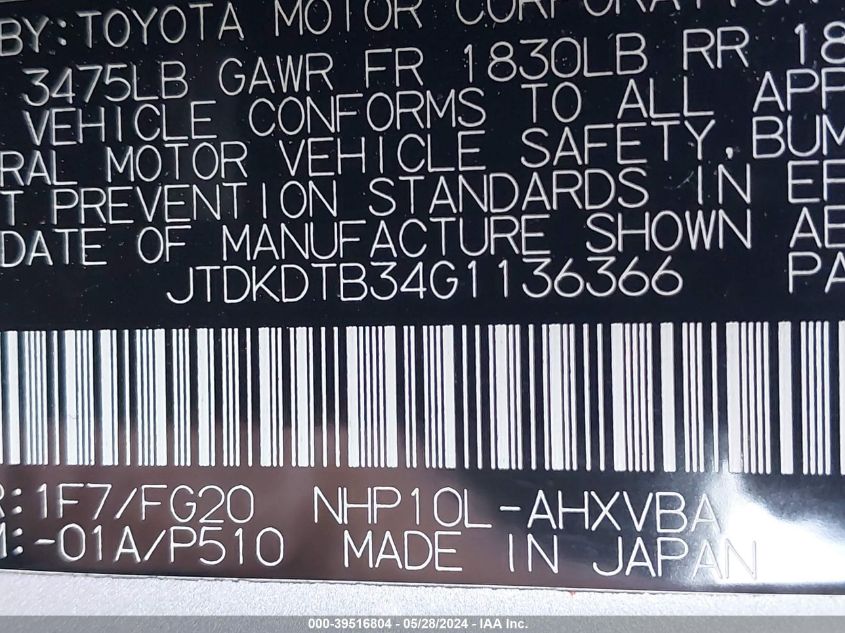 BY: TOYOTA MOTOR CORPORATION
3475LB GAWR FR 1830LB RR 18
VEHICLE CONFORMS TO ALL APP
RAL MOTOR VEHICLE SAFETY, BUM
T PREVENTION STANDARDS IN EF
DATE OF MANUFACTURE SHOWN AB
JTDKDTB34G1136366 PA
R: 1F7/FG20 NHP10L-AHXVBA
M: -01A/P510 MADE IN JAPAN
000-39516804 / 05/28/2024 / IAA Inc.